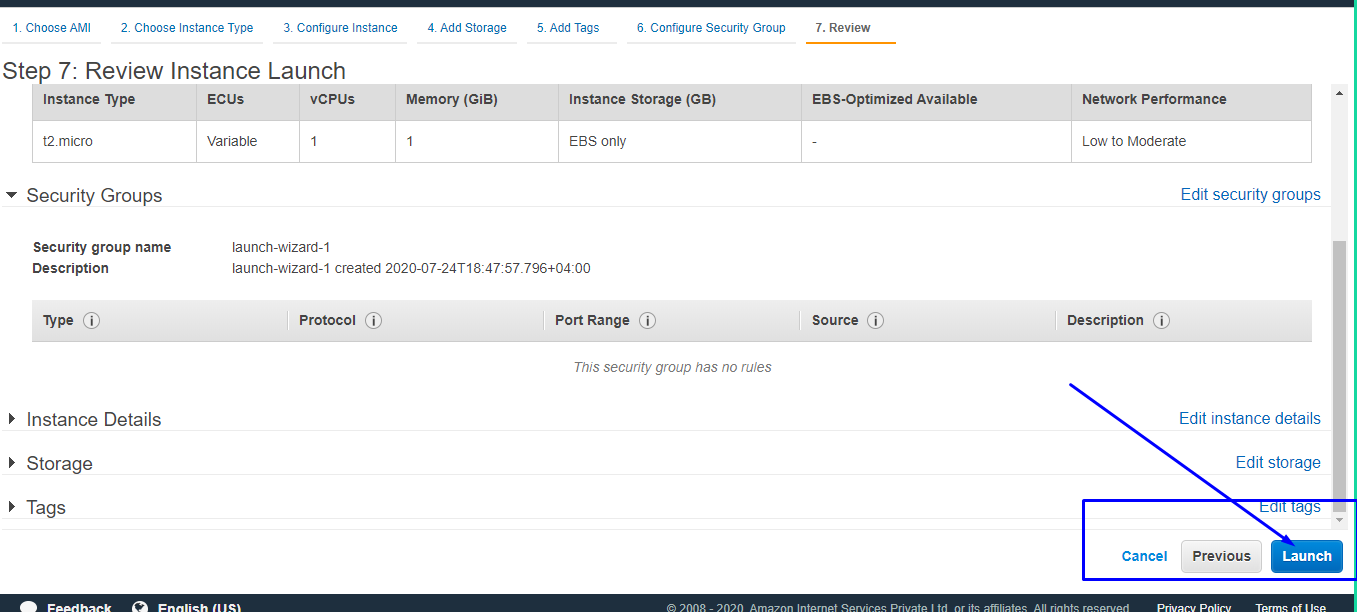 1. Choose AMI 2. Choose Instance Type 3. Configure Instance 4. Add Storage 5. Add Tags 6. Configure Security Group 7. Review
Step 7: Review Instance Launch
Instance Type ECUs vCPUs Memory (GiB) Instance Storage (GB) EBS-Optimized Available Network Performance
t2.micro Variable 1 1 EBS only - Low to Moderate
Security Groups Edit security groups
Security group name launch-wizard-1
Description launch-wizard-1 created 2020-07-24T18:47:57.796+04:00
Type i Protocol i Port Range i Source i Description i
This security group has no rules
Instance Details Edit instance details
Storage Edit storage
Tags Edit tags
Cancel Previous Launch
Feedback English (US) © 2008 - 2020, Amazon Internet Services Private Ltd. or its affiliates. All rights reserved. Privacy Policy Terms of Use